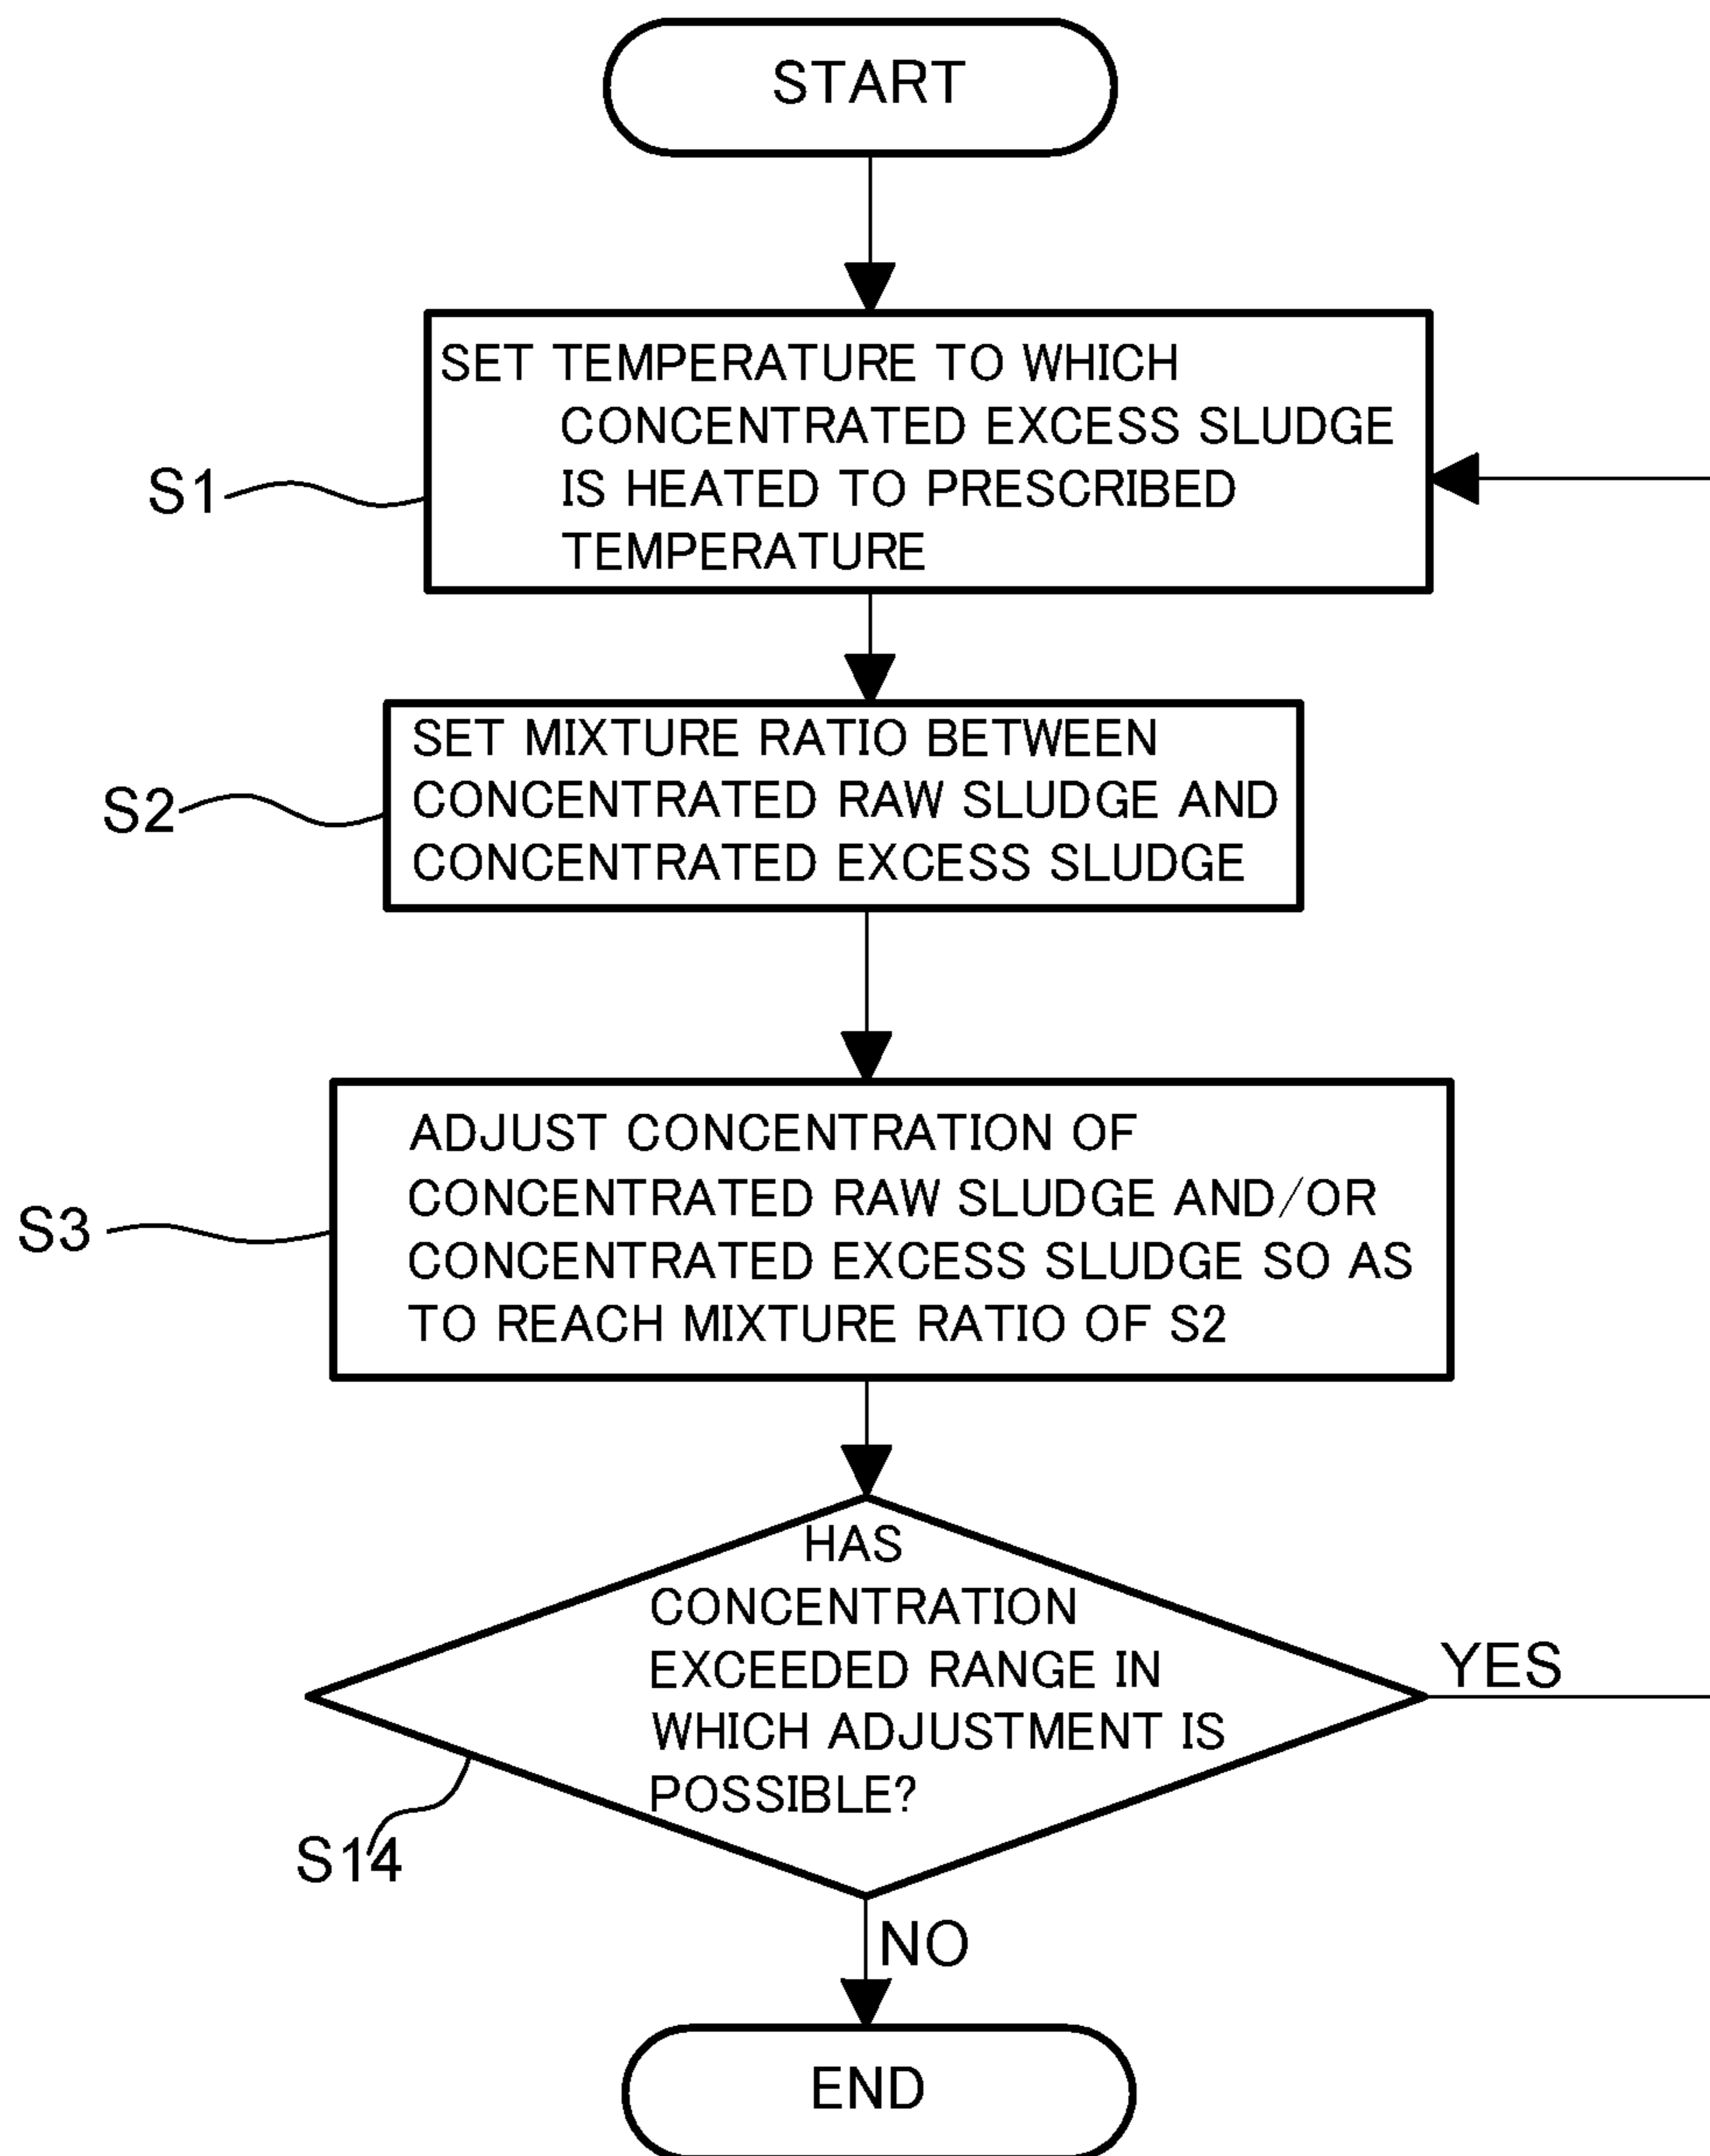 START
SET TEMPERATURE TO WHICH
CONCENTRATED EXCESS SLUDGE
IS HEATED TO PRESCRIBED
TEMPERATURE
S1
SET MIXTURE RATIO BETWEEN
CONCENTRATED RAW SLUDGE AND
CONCENTRATED EXCESS SLUDGE
S2
ADJUST CONCENTRATION OF
CONCENTRATED RAW SLUDGE AND/OR
CONCENTRATED EXCESS SLUDGE SO AS
TO REACH MIXTURE RATIO OF S2
S3
HAS
CONCENTRATION
EXCEEDED RANGE IN
WHICH ADJUSTMENT IS
POSSIBLE?
YES
S14
NO
END